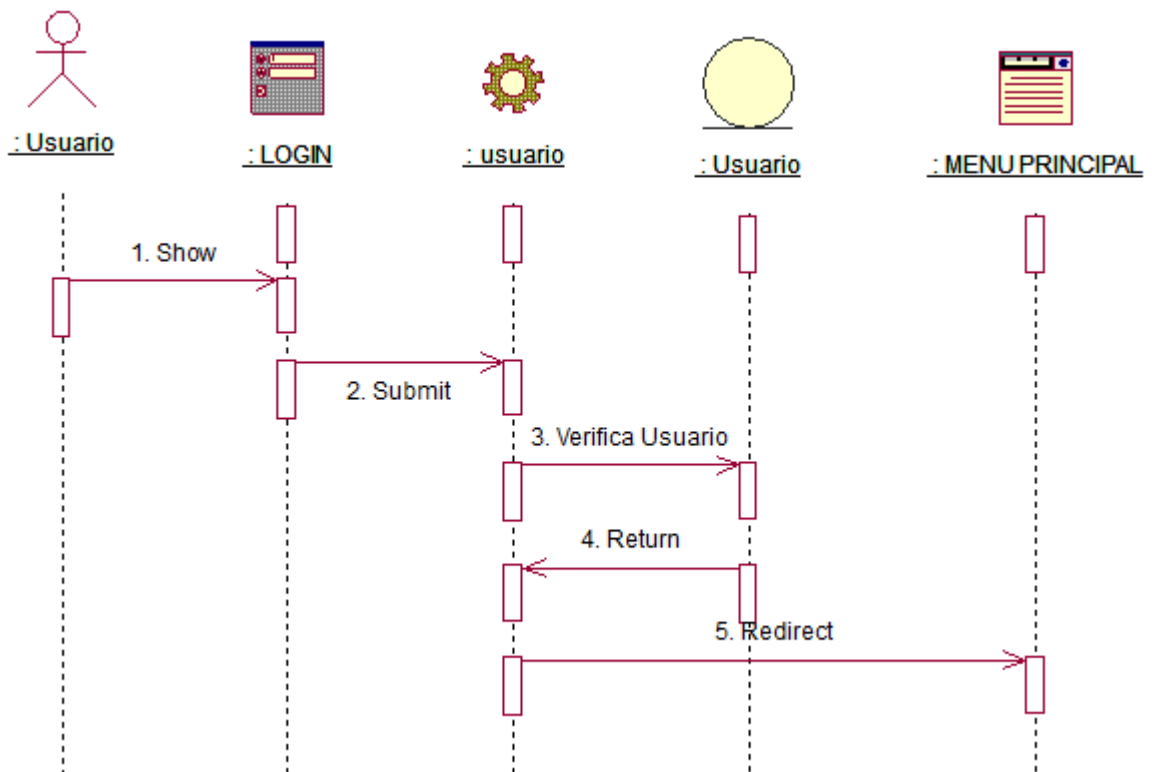 : Usuario
: LOGIN
: usuario
: Usuario
: MENU PRINCIPAL
1. Show
2. Submit
3. Verifica Usuario
4. Return
5. Redirect